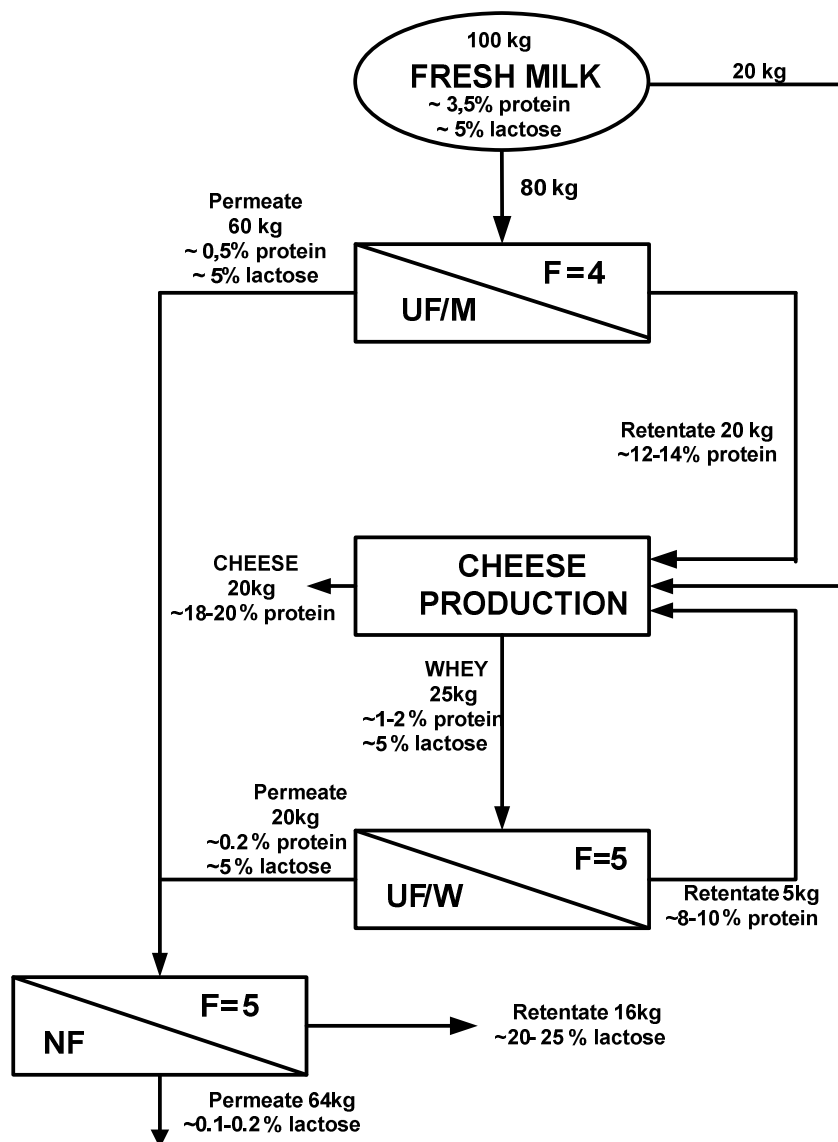 100 kg
FRESH MILK
~ 3,5% protein
~ 5% lactose
20 kg
80 kg
Permeate
60 kg
~ 0,5% protein
~ 5% lactose
F=4
UF/M
Retentate 20 kg
~12-14% protein
CHEESE
20kg
~18-20% protein
CHEESE
PRODUCTION
WHEY
25kg
~1-2% protein
~5% lactose
Permeate
20kg
~0.2% protein
~5% lactose
F=5
UF/W
Retentate 5kg
~8-10% protein
F=5
NF
Retentate 16kg
~20-25% lactose
Permeate 64kg
~0.1-0.2% lactose